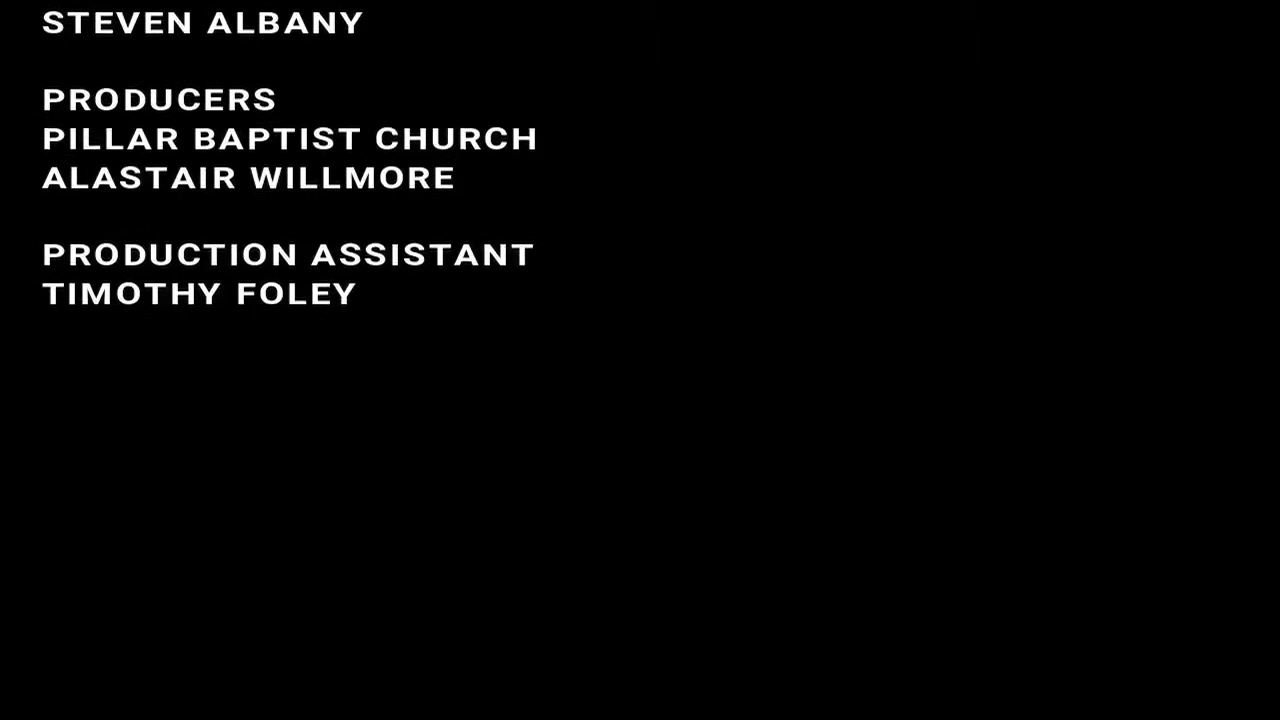 STEVEN ALBANY
PRODUCERS
PILLAR BAPTIST CHURCH
ALASTAIR WILLMORE
PRODUCTION ASSISTANT
TIMOTHY FOLEY